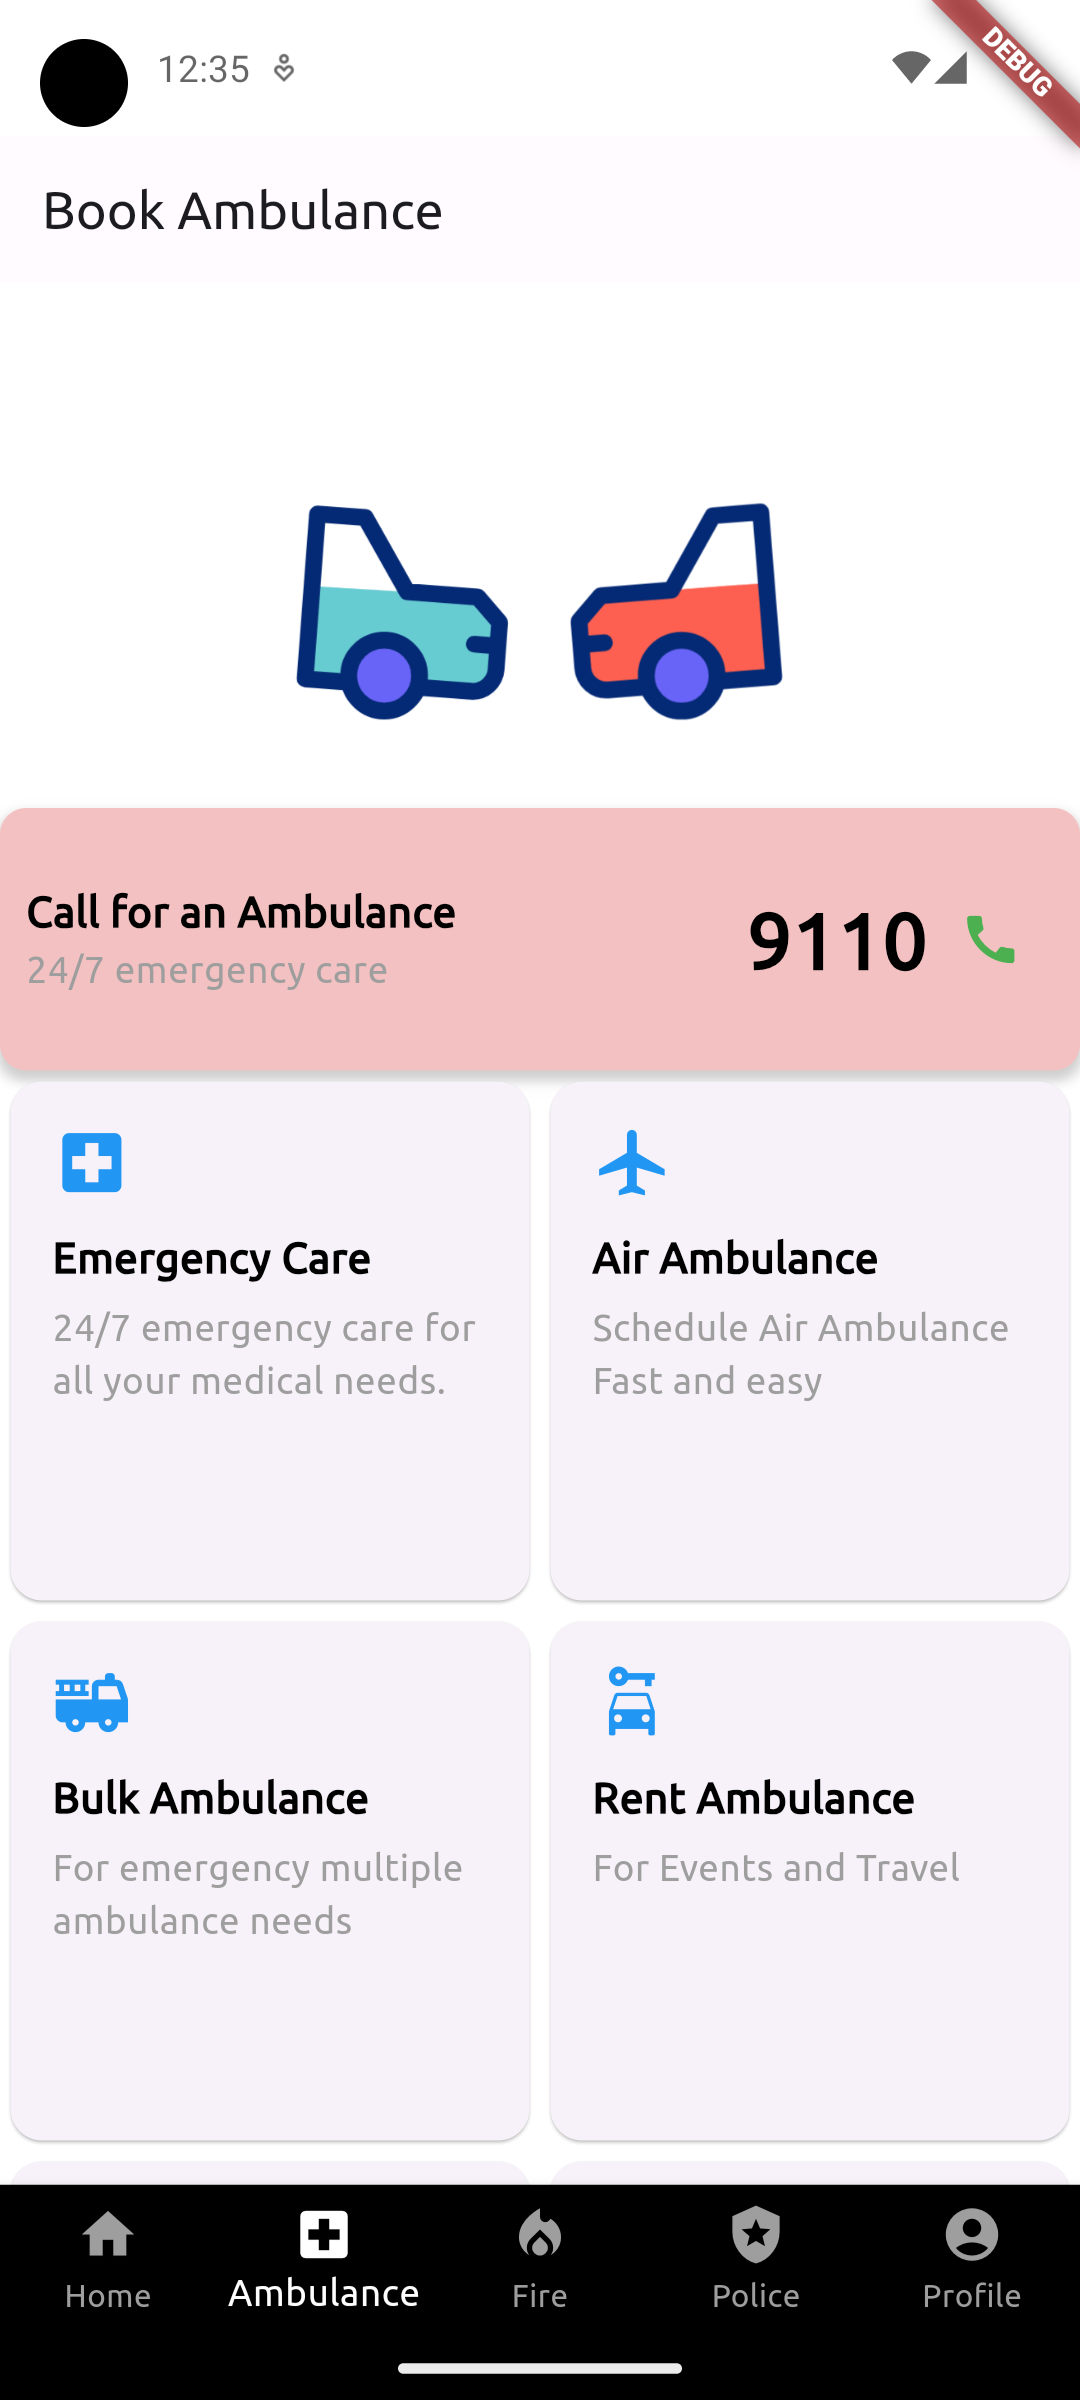 12:35
DEBUG
Book Ambulance
Call for an Ambulance
24/7 emergency care
9110
Emergency Care
24/7 emergency care for
all your medical needs.
Air Ambulance
Schedule Air Ambulance
Fast and easy
Bulk Ambulance
For emergency multiple
ambulance needs
Rent Ambulance
For Events and Travel
Home
Ambulance
Fire
Police
Profile